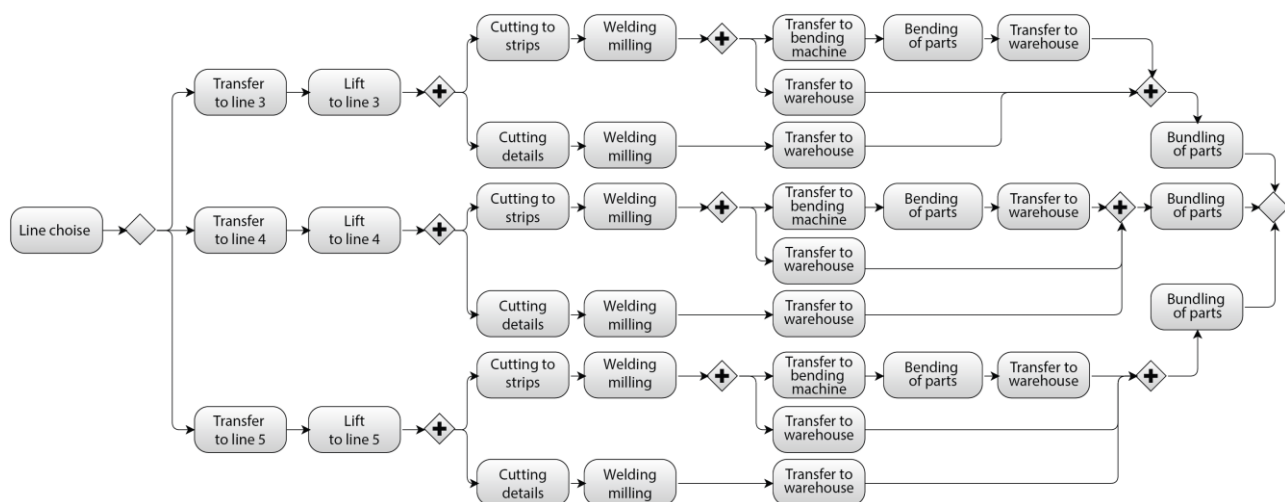 Line choise
Transfer
to line 3
Lift
to line 3
Cutting to
strips
Welding
milling
Transfer to
bending
machine
Bending
of parts
Transfer to
warehouse
Transfer to
warehouse
Cutting
details
Welding
milling
Transfer to
warehouse
Bundling
of parts
Transfer
to line 4
Lift
to line 4
Cutting to
strips
Welding
milling
Transfer to
bending
machine
Bending
of parts
Transfer to
warehouse
Transfer to
warehouse
Cutting
details
Welding
milling
Transfer to
warehouse
Bundling
of parts
Transfer
to line 5
Lift
to line 5
Cutting to
strips
Welding
milling
Transfer to
bending
machine
Bending
of parts
Transfer to
warehouse
Transfer to
warehouse
Cutting
details
Welding
milling
Transfer to
warehouse
Bundling
of parts